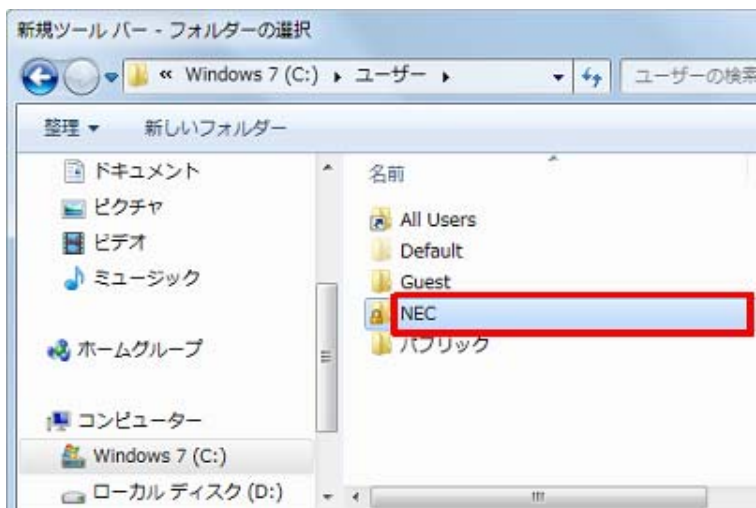 新規ツール バー - フォルダーの選択
« Windows 7 (C:) ▸ ユーザー ▸
ユーザーの検索
整理 ▼ 新しいフォルダー
ドキュメント
ピクチャ
ビデオ
ミュージック
ホームグループ
コンピューター
Windows 7 (C:)
ローカル ディスク (D:)
名前
All Users
Default
Guest
NEC
パブリック